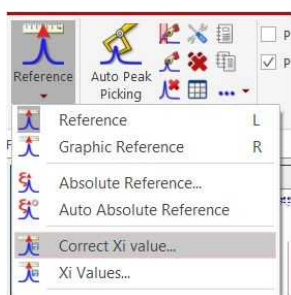 Reference
Auto Peak
Picking
P
P
Reference L
Graphic Reference R
Absolute Reference...
Auto Absolute Reference
Correct Xi value...
Xi Values...